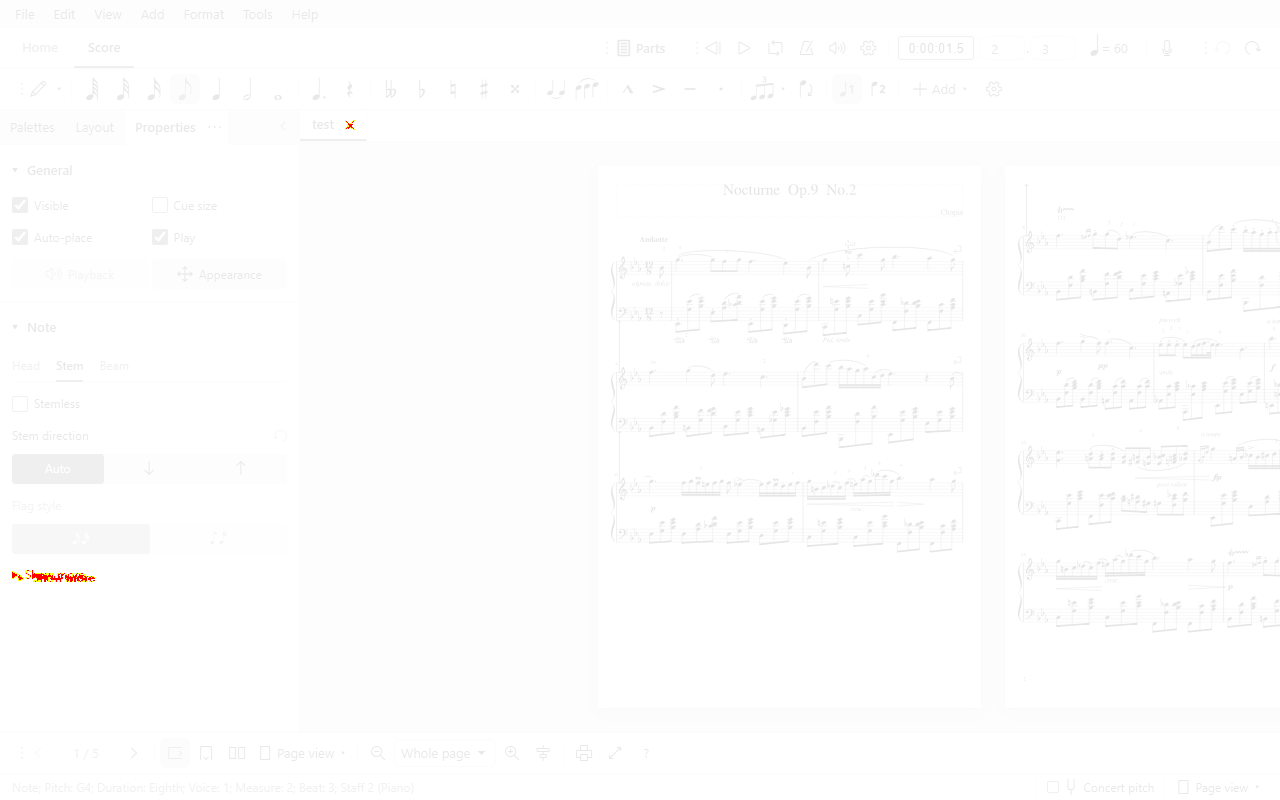 File Edit View Add Format Tools Help
Home Score Parts 0:00:01.5 2 . 3 = 60
Add
Palettes Layout Properties
test
General
Visible Cue size
Auto-place Play
Playback Appearance
Note
Head Stem Beam
Stemless
Stem direction
Auto
Flag style
Nocturne Op.9 No.2
Chopin
Andante
1 / 5 Page view Whole page ?
Note; Pitch: G4; Duration: Eighth; Voice: 1; Measure: 2; Beat: 3; Staff 2 (Piano) Concert pitch Page view